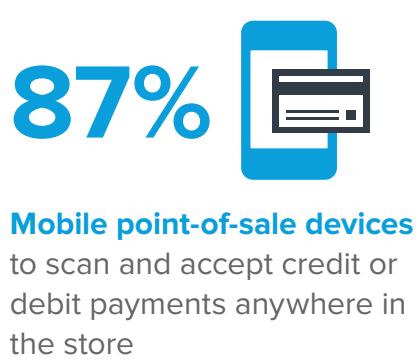 87%
Mobile point-of-sale devices
to scan and accept credit or
debit payments anywhere in
the store